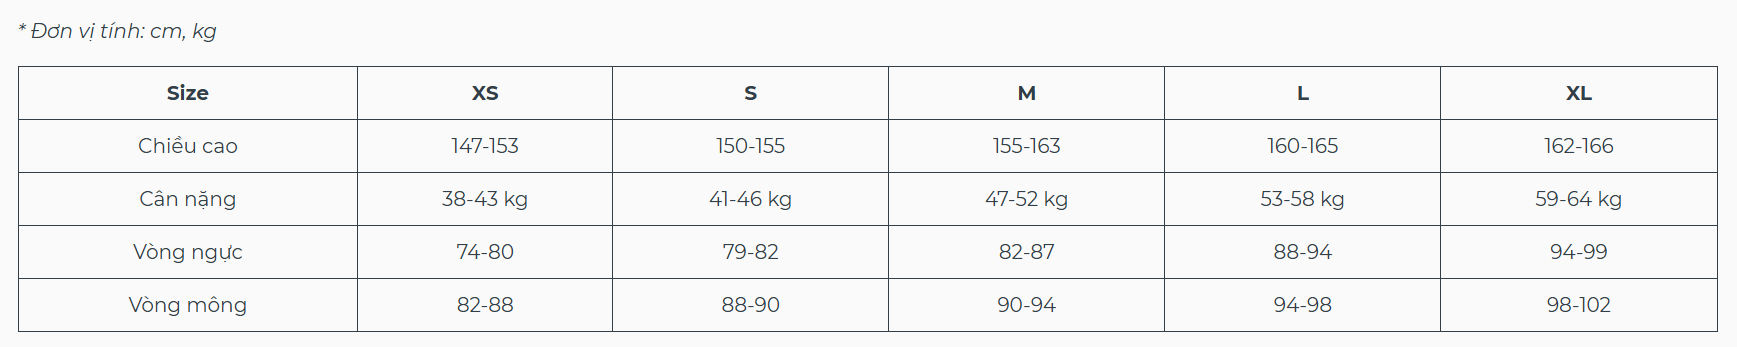 * Đơn vị tính: cm, kg
Size XS S M L XL
Chiều cao 147-153 150-155 155-163 160-165 162-166
Cân nặng 38-43 kg 41-46 kg 47-52 kg 53-58 kg 59-64 kg
Vòng ngực 74-80 79-82 82-87 88-94 94-99
Vòng mông 82-88 88-90 90-94 94-98 98-102